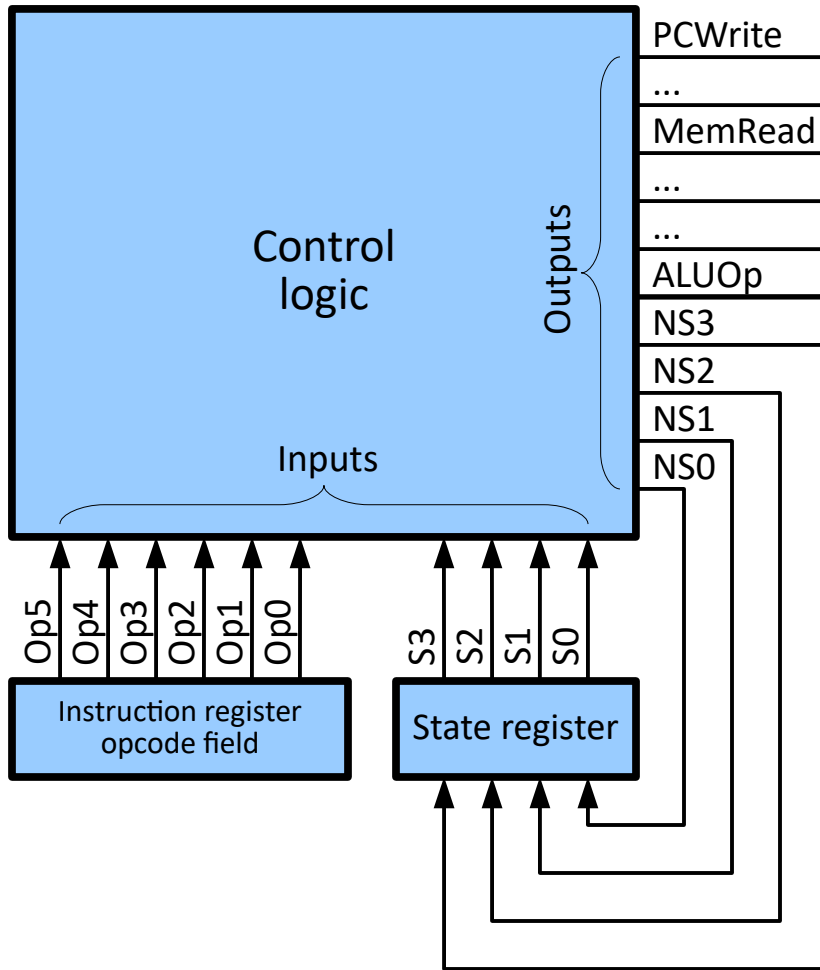 PCWrite
...
MemRead
...
...
ALUOp
NS3
NS2
NS1
NS0
Control
logic
Outputs
Inputs
Op5
Op4
Op3
Op2
Op1
Op0
S3
S2
S1
S0
Instruction register
opcode field
State register